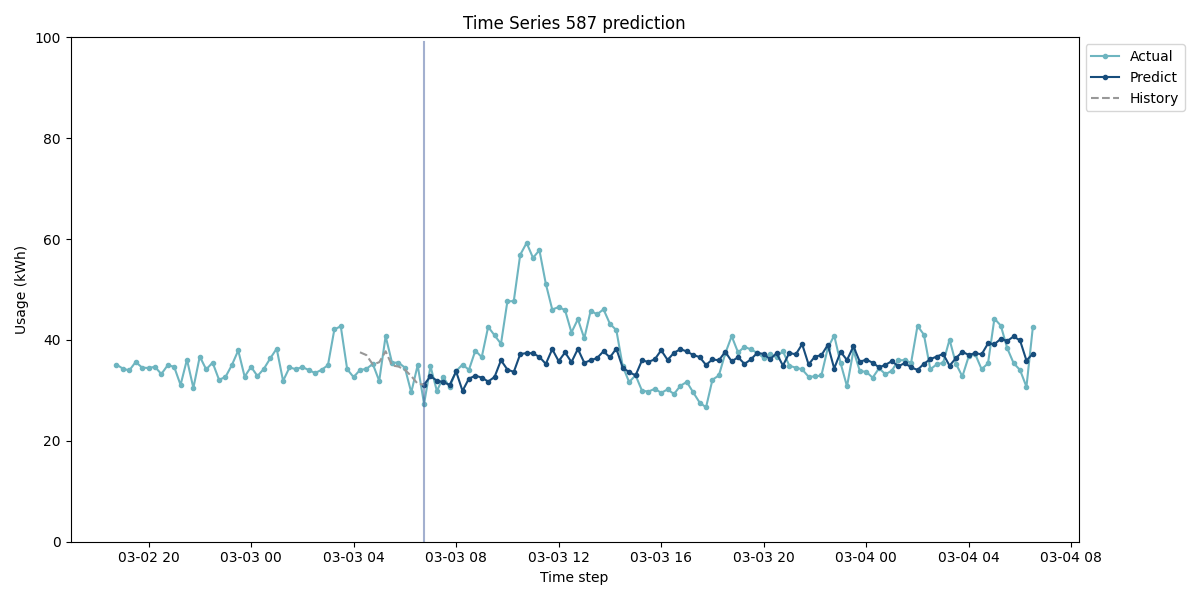 Time Series 587 prediction
100
80
60
40
20
0
Usage (kWh)
03-02 20
03-03 00
03-03 04
03-03 08
03-03 12
03-03 16
03-03 20
03-04 00
03-04 04
03-04 08
Time step
Actual
Predict
History